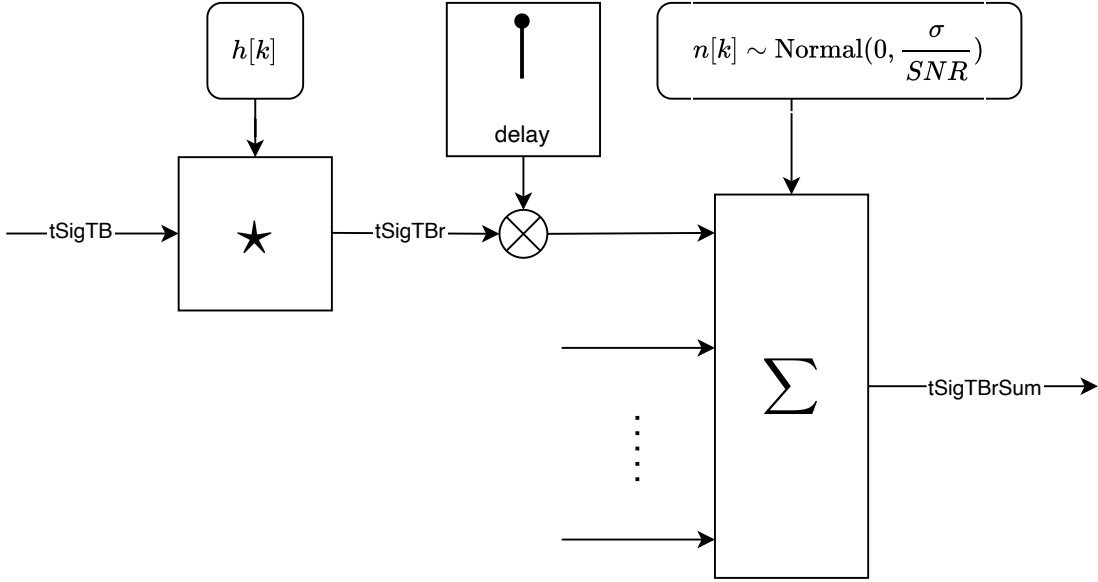 h[k]
n[k] ∼ Normal(0, σ/SNR)
delay
tSigTB
★
tSigTBr
∑
tSigTBrSum